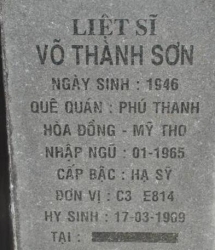 LIỆT SĨ
VÕ THÀNH SƠN
NGÀY SINH : 1946
QUÊ QUÁN : PHÚ THANH
HÒA ĐỒNG - MỸ THO
NHẬP NGŨ : 01-1965
CẤP BẬC : HẠ SỸ
ĐƠN VỊ : C3 E814
HY SINH : 17-03-1969
TẠI :